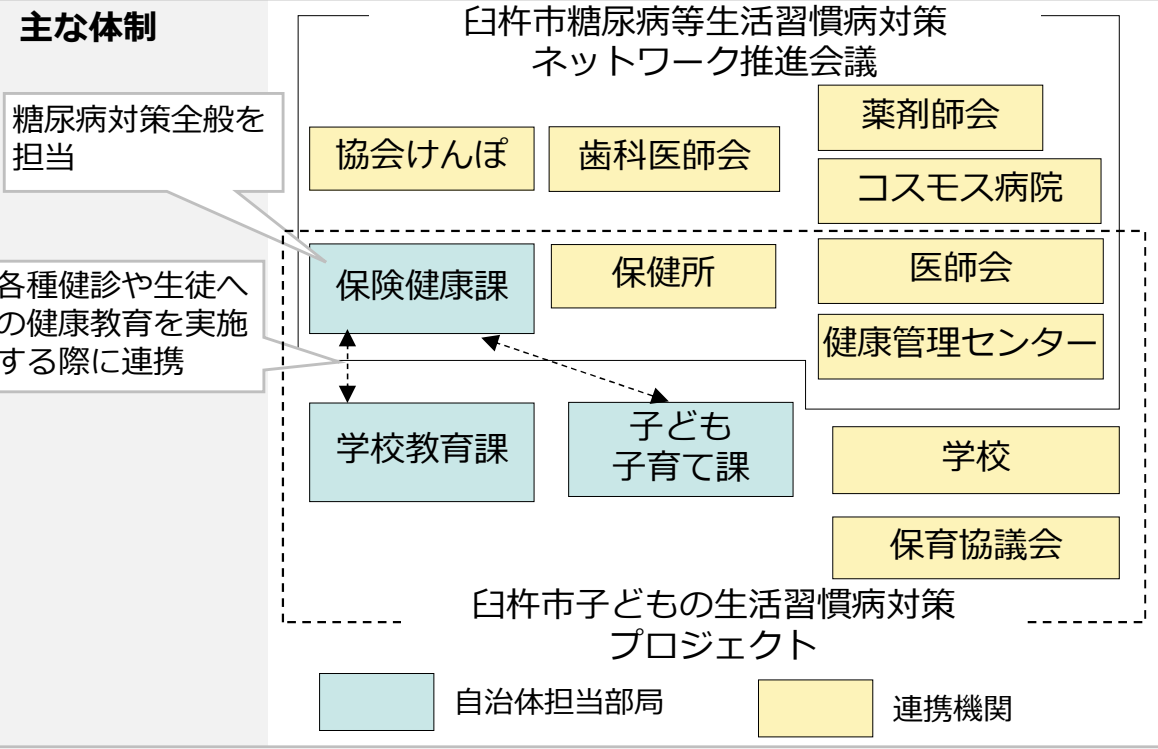 主な体制
臼杵市糖尿病等生活習慣病対策
ネットワーク推進会議
糖尿病対策全般を
担当
協会けんぽ
歯科医師会
薬剤師会
コスモス病院
保険健康課
保健所
医師会
健康管理センター
各種健診や生徒へ
の健康教育を実施
する際に連携
学校教育課
子ども
子育て課
学校
保育協議会
臼杵市子どもの生活習慣病対策
プロジェクト
自治体担当部局
連携機関